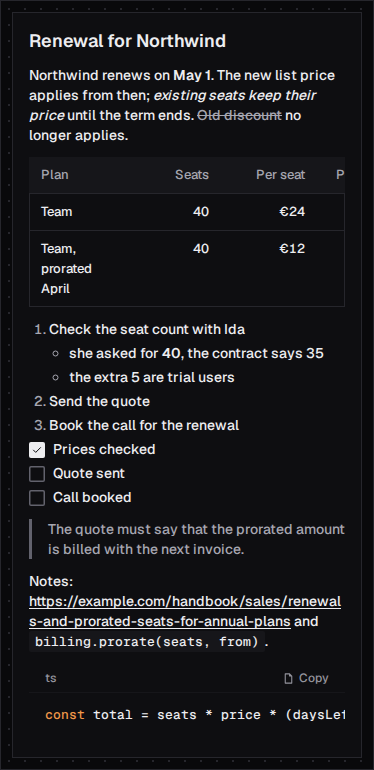 Renewal for Northwind
Northwind renews on May 1. The new list price
applies from then; existing seats keep their
price until the term ends. Old discount no
longer applies.
Plan Seats Per seat P
Team 40 €24
Team, 40 €12
prorated
April
1. Check the seat count with Ida
she asked for 40, the contract says 35
the extra 5 are trial users
2. Send the quote
3. Book the call for the renewal
Prices checked
Quote sent
Call booked
The quote must say that the prorated amount
is billed with the next invoice.
Notes:
https://example.com/handbook/sales/renewal
s-and-prorated-seats-for-annual-plans and
billing.prorate(seats, from).
ts Copy
const total = seats * price * (daysLef